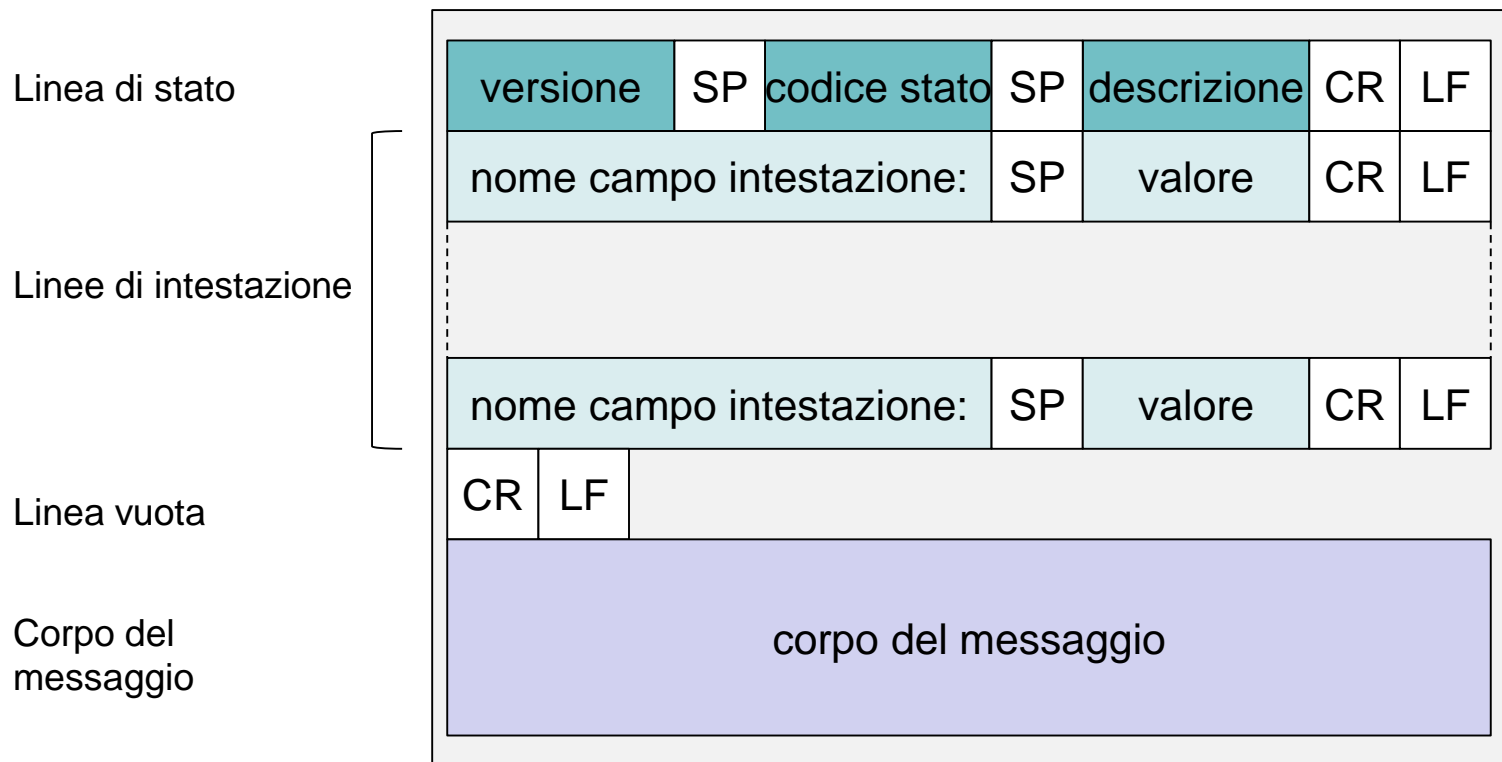 Linea di stato
versione SP codice stato SP descrizione CR LF
nome campo intestazione: SP valore CR LF
Linee di intestazione
nome campo intestazione: SP valore CR LF
Linea vuota
CR LF
Corpo del
messaggio
corpo del messaggio